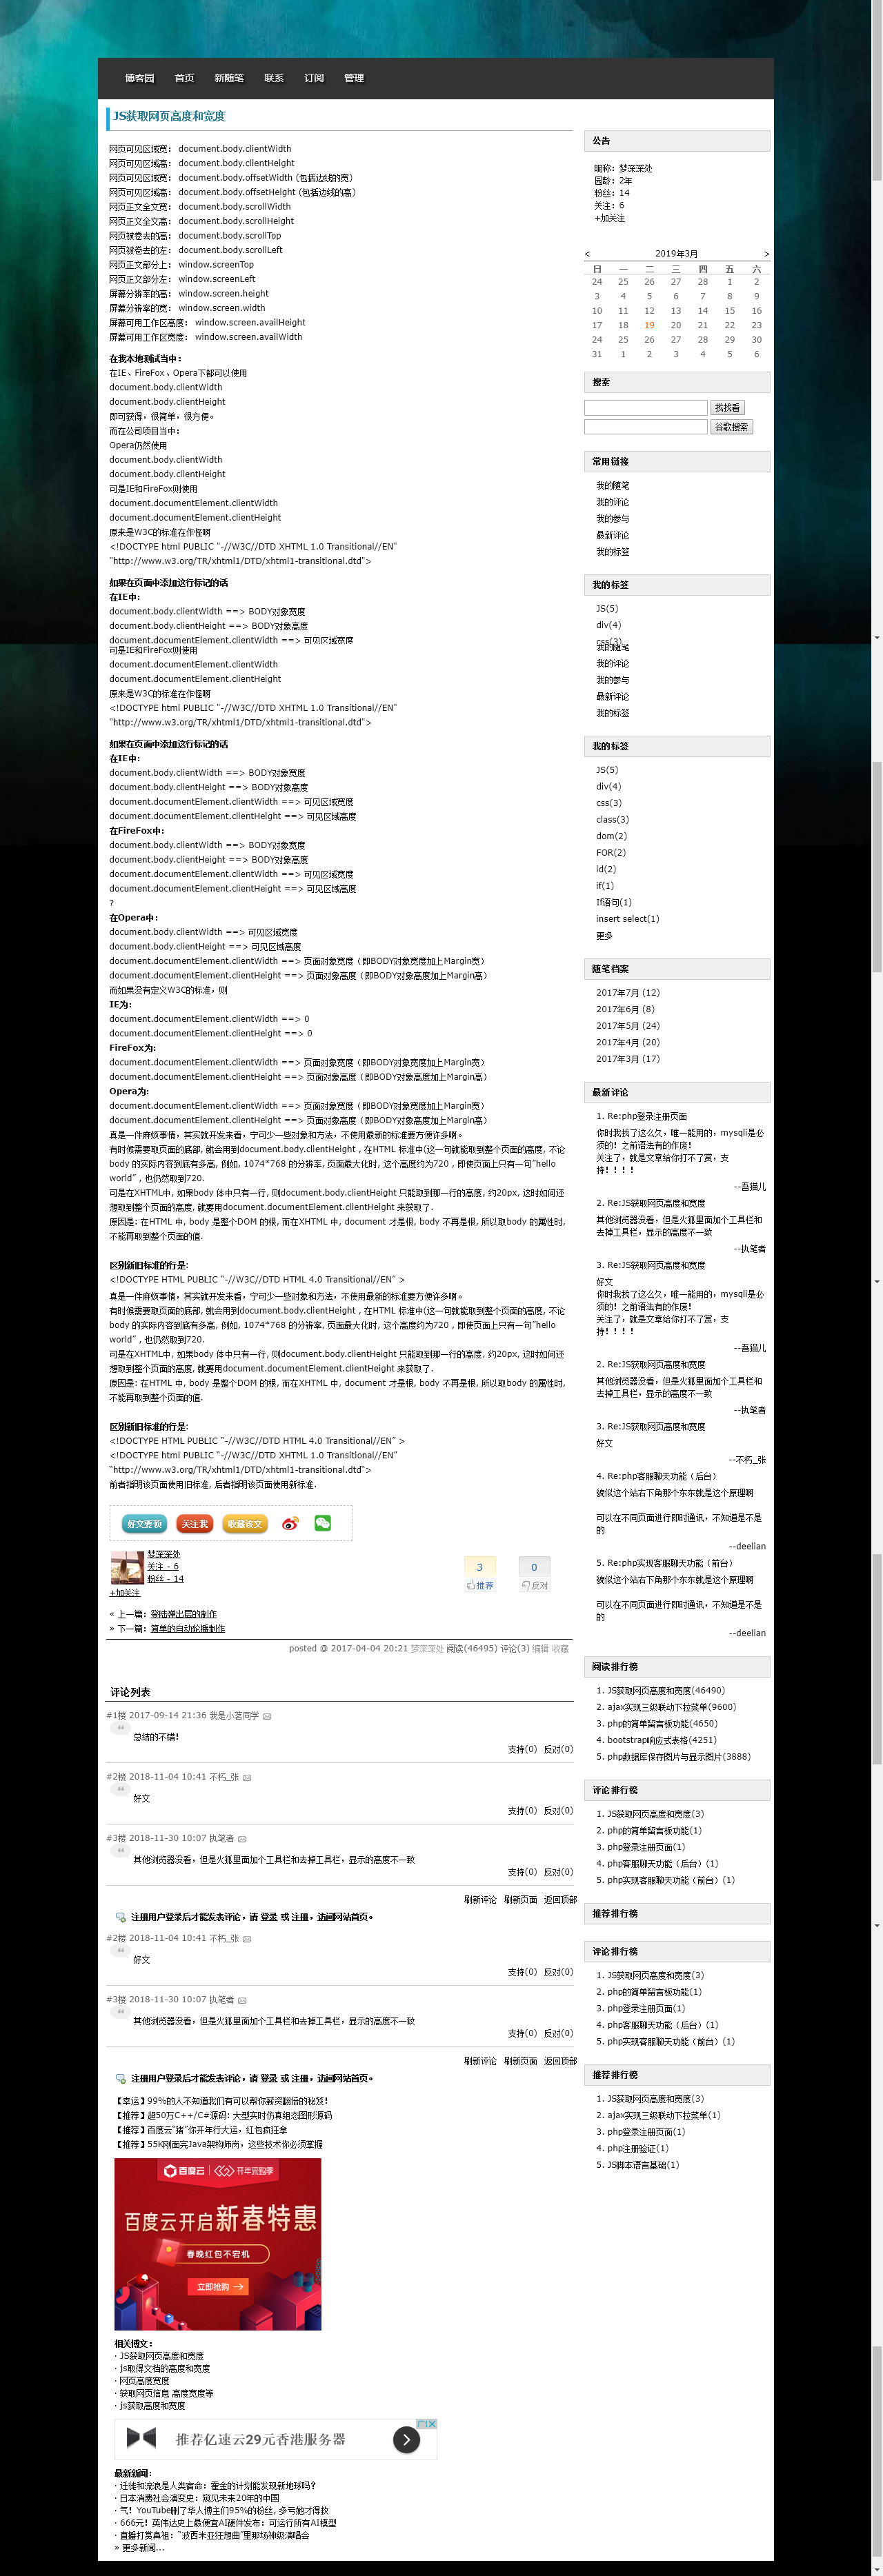 博客园 首页 新随笔 联系 订阅 管理
JS获取网页高度和宽度
网页可见区域宽： document.body.clientWidth
网页可见区域高： document.body.clientHeight
网页可见区域宽： document.body.offsetWidth (包括边线的宽)
网页可见区域高： document.body.offsetHeight (包括边线的高)
网页正文全文宽： document.body.scrollWidth
网页正文全文高： document.body.scrollHeight
网页被卷去的高： document.body.scrollTop
网页被卷去的左： document.body.scrollLeft
网页正文部分上： window.screenTop
网页正文部分左： window.screenLeft
屏幕分辨率的高： window.screen.height
屏幕分辨率的宽： window.screen.width
屏幕可用工作区高度： window.screen.availHeight
屏幕可用工作区宽度： window.screen.availWidth
在我本地测试当中：
在IE、FireFox、Opera下都可以使用
document.body.clientWidth
document.body.clientHeight
即可获得，很简单，很方便。
而在公司项目当中：
Opera仍然使用
document.body.clientWidth
document.body.clientHeight
可是IE和FireFox则使用
document.documentElement.clientWidth
document.documentElement.clientHeight
原来是W3C的标准在作怪啊
<!DOCTYPE html PUBLIC "-//W3C//DTD XHTML 1.0 Transitional//EN"
"http://www.w3.org/TR/xhtml1/DTD/xhtml1-transitional.dtd">
如果在页面中添加这行标记的话
在IE中：
document.body.clientWidth ==> BODY对象宽度
document.body.clientHeight ==> BODY对象高度
document.documentElement.clientWidth ==> 可见区域宽度
可是IE和FireFox则使用
document.documentElement.clientWidth
document.documentElement.clientHeight
原来是W3C的标准在作怪啊
<!DOCTYPE html PUBLIC "-//W3C//DTD XHTML 1.0 Transitional//EN"
"http://www.w3.org/TR/xhtml1/DTD/xhtml1-transitional.dtd">
如果在页面中添加这行标记的话
在IE中：
document.body.clientWidth ==> BODY对象宽度
document.body.clientHeight ==> BODY对象高度
document.documentElement.clientWidth ==> 可见区域宽度
document.documentElement.clientHeight ==> 可见区域高度
在FireFox中：
document.body.clientWidth ==> BODY对象宽度
document.body.clientHeight ==> BODY对象高度
document.documentElement.clientWidth ==> 可见区域宽度
document.documentElement.clientHeight ==> 可见区域高度
?
在Opera中：
document.body.clientWidth ==> 可见区域宽度
document.body.clientHeight ==> 可见区域高度
document.documentElement.clientWidth ==> 页面对象宽度（即BODY对象宽度加上Margin宽）
document.documentElement.clientHeight ==> 页面对象高度（即BODY对象高度加上Margin高）
而如果没有定义W3C的标准，则
IE为：
document.documentElement.clientWidth ==> 0
document.documentElement.clientHeight ==> 0
FireFox为：
document.documentElement.clientWidth ==> 页面对象宽度（即BODY对象宽度加上Margin宽）
document.documentElement.clientHeight ==> 页面对象高度（即BODY对象高度加上Margin高）
Opera为：
document.documentElement.clientWidth ==> 页面对象宽度（即BODY对象宽度加上Margin宽）
document.documentElement.clientHeight ==> 页面对象高度（即BODY对象高度加上Margin高）
真是一件麻烦事情，其实就开发来看，宁可少一些对象和方法，不使用最新的标准要方便许多啊。
有时候需要取页面的底部, 就会用到document.body.clientHeight , 在HTML 标准中(这一句就能取到整个页面的高度, 不论
body 的实际内容到底有多高, 例如, 1074*768 的分辨率, 页面最大化时, 这个高度约为720 , 即使页面上只有一句"hello
world" , 也仍然取到720.
可是在XHTML中, 如果body 体中只有一行, 则document.body.clientHeight 只能取到那一行的高度, 约20px, 这时如何还
想取到整个页面的高度, 就要用document.documentElement.clientHeight 来获取了.
原因是: 在HTML 中, body 是整个DOM 的根, 而在XHTML 中, document 才是根, body 不再是根, 所以取body 的属性时,
不能再取到整个页面的值.
区别新旧标准的行是:
<!DOCTYPE HTML PUBLIC "-//W3C//DTD HTML 4.0 Transitional//EN" >
真是一件麻烦事情，其实就开发来看，宁可少一些对象和方法，不使用最新的标准要方便许多啊。
有时候需要取页面的底部, 就会用到document.body.clientHeight , 在HTML 标准中(这一句就能取到整个页面的高度, 不论
body 的实际内容到底有多高, 例如, 1074*768 的分辨率, 页面最大化时, 这个高度约为720 , 即使页面上只有一句"hello
world" , 也仍然取到720.
可是在XHTML中, 如果body 体中只有一行, 则document.body.clientHeight 只能取到那一行的高度, 约20px, 这时如何还
想取到整个页面的高度, 就要用document.documentElement.clientHeight 来获取了.
原因是: 在HTML 中, body 是整个DOM 的根, 而在XHTML 中, document 才是根, body 不再是根, 所以取body 的属性时,
不能再取到整个页面的值.
区别新旧标准的行是:
<!DOCTYPE HTML PUBLIC "-//W3C//DTD HTML 4.0 Transitional//EN" >
<!DOCTYPE html PUBLIC "-//W3C//DTD XHTML 1.0 Transitional//EN"
"http://www.w3.org/TR/xhtml1/DTD/xhtml1-transitional.dtd">
前者指明该页面使用旧标准, 后者指明该页面使用新标准.
好文要顶 关注我 收藏该文
梦深深处
关注 - 6
粉丝 - 14
+加关注
3 推荐
0 反对
« 上一篇：登陆弹出层的制作
» 下一篇：简单的自动轮播制作
posted @ 2017-04-04 20:21 梦深深处 阅读(46495) 评论(3) 编辑 收藏
评论列表
#1楼 2017-09-14 21:36 我是小茗同学
总结的不错！
支持(0) 反对(0)
#2楼 2018-11-04 10:41 不朽_张
好文
支持(0) 反对(0)
#3楼 2018-11-30 10:07 执笔者
其他浏览器没看，但是火狐里面加个工具栏和去掉工具栏，显示的高度不一致
支持(0) 反对(0)
刷新评论 刷新页面 返回顶部
注册用户登录后才能发表评论，请 登录 或 注册，访问网站首页。
#2楼 2018-11-04 10:41 不朽_张
好文
支持(0) 反对(0)
#3楼 2018-11-30 10:07 执笔者
其他浏览器没看，但是火狐里面加个工具栏和去掉工具栏，显示的高度不一致
支持(0) 反对(0)
刷新评论 刷新页面 返回顶部
注册用户登录后才能发表评论，请 登录 或 注册，访问网站首页。
【幸运】99%的人不知道我们有可以帮你薪资翻倍的秘笈！
【推荐】超50万C++/C#源码: 大型实时仿真组态图形源码
【推荐】百度云"猪"你开年行大运，红包疯狂拿
【推荐】55K刚面完Java架构师岗，这些技术你必须掌握
百度云 开年采购季
百度云开启新春特惠
春晚红包不宕机
立即抢购
相关博文：
· JS获取网页高度和宽度
· js取得文档的高度和宽度
· 网页高度宽度
· 获取网页信息 高度宽度等
· js获取高度和宽度
推荐亿速云29元香港服务器
广告
最新新闻：
· 迁徙和流浪是人类宿命：霍金的计划能发现新地球吗?
· 日本消费社会演变史：窥见未来20年的中国
· 气！YouTube删了华人博主们95%的粉丝, 多亏她才得救
· 666元！英伟达史上最便宜AI硬件发布：可运行所有AI模型
· 直播打赏鼻祖："波西米亚狂想曲"里那场神级演唱会
» 更多新闻...
公告
昵称：梦深深处
园龄：2年
粉丝：14
关注：6
+加关注
< 2019年3月 >
日 一 二 三 四 五 六
24 25 26 27 28 1 2
3 4 5 6 7 8 9
10 11 12 13 14 15 16
17 18 19 20 21 22 23
24 25 26 27 28 29 30
31 1 2 3 4 5 6
搜索
找找看
谷歌搜索
常用链接
我的随笔
我的评论
我的参与
最新评论
我的标签
我的标签
JS(5)
div(4)
css(3)
我的随笔
我的评论
我的参与
最新评论
我的标签
我的标签
JS(5)
div(4)
css(3)
class(3)
dom(2)
FOR(2)
id(2)
if(1)
If语句(1)
insert select(1)
更多
随笔档案
2017年7月 (12)
2017年6月 (8)
2017年5月 (24)
2017年4月 (20)
2017年3月 (17)
最新评论
1. Re:php登录注册页面
你时我找了这么久，唯一能用的，mysqli是必
须的！之前语法有的作废！
关注了，就是文章给你打不了赏，支
持！！！！
--吾猫儿
2. Re:JS获取网页高度和宽度
其他浏览器没看，但是火狐里面加个工具栏和
去掉工具栏，显示的高度不一致
--执笔者
3. Re:JS获取网页高度和宽度
好文
你时我找了这么久，唯一能用的，mysqli是必
须的！之前语法有的作废！
关注了，就是文章给你打不了赏，支
持！！！！
--吾猫儿
2. Re:JS获取网页高度和宽度
其他浏览器没看，但是火狐里面加个工具栏和
去掉工具栏，显示的高度不一致
--执笔者
3. Re:JS获取网页高度和宽度
好文
--不朽_张
4. Re:php客服聊天功能（后台）
貌似这个站右下角那个东东就是这个原理啊
可以在不同页面进行即时通讯，不知道是不是
的
--deelian
5. Re:php实现客服聊天功能（前台）
貌似这个站右下角那个东东就是这个原理啊
可以在不同页面进行即时通讯，不知道是不是
的
--deelian
阅读排行榜
1. JS获取网页高度和宽度(46490)
2. ajax实现三级联动下拉菜单(9600)
3. php的简单留言板功能(4650)
4. bootstrap响应式表格(4251)
5. php数据库保存图片与显示图片(3888)
评论排行榜
1. JS获取网页高度和宽度(3)
2. php的简单留言板功能(1)
3. php登录注册页面(1)
4. php客服聊天功能（后台）(1)
5. php实现客服聊天功能（前台）(1)
推荐排行榜
评论排行榜
1. JS获取网页高度和宽度(3)
2. php的简单留言板功能(1)
3. php登录注册页面(1)
4. php客服聊天功能（后台）(1)
5. php实现客服聊天功能（前台）(1)
推荐排行榜
1. JS获取网页高度和宽度(3)
2. ajax实现三级联动下拉菜单(1)
3. php登录注册页面(1)
4. php注册验证(1)
5. JS脚本语言基础(1)